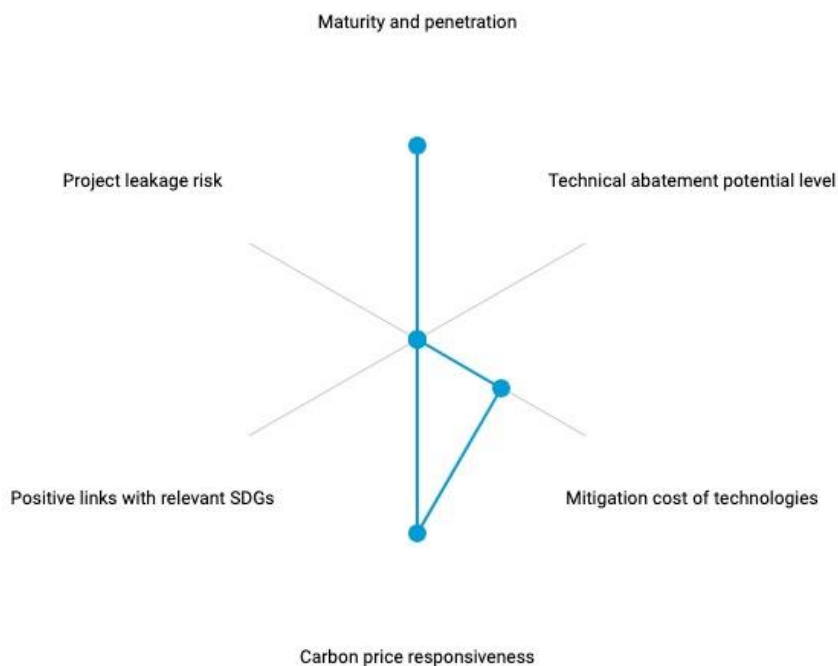 Maturity and penetration
Project leakage risk
Technical abatement potential level
Positive links with relevant SDGs
Mitigation cost of technologies
Carbon price responsiveness